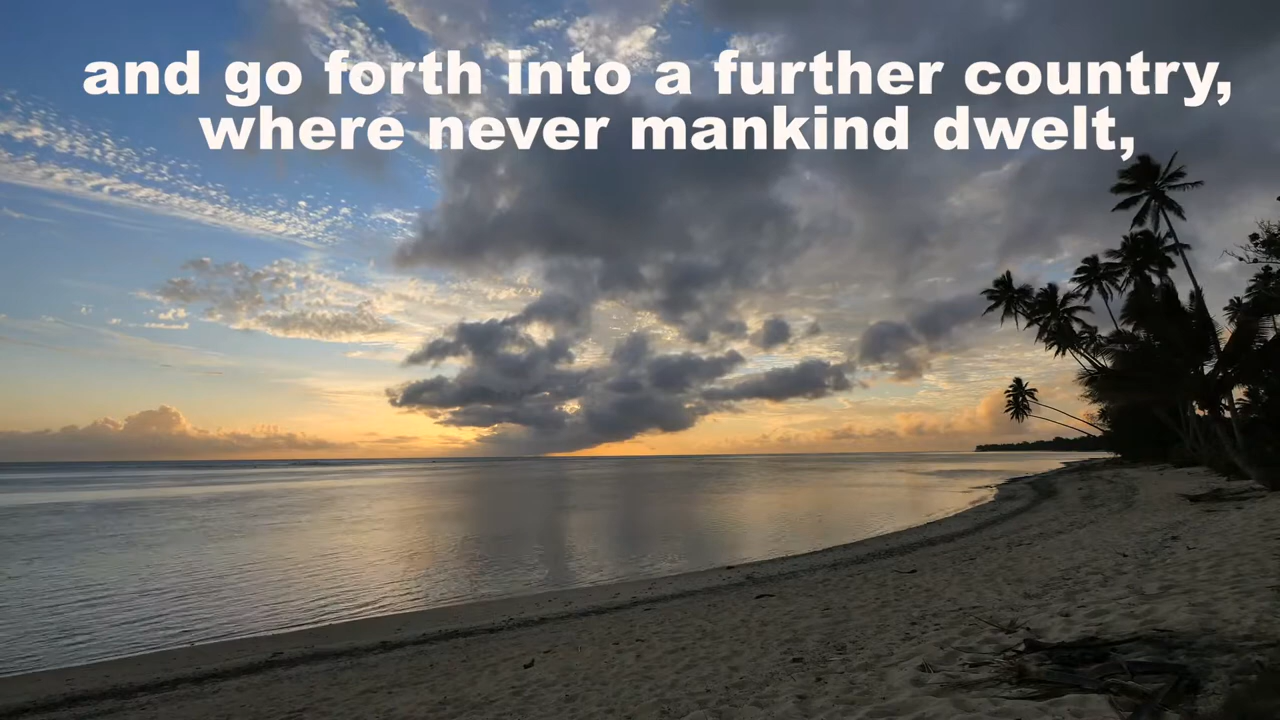 and go forth into a further country,
where never mankind dwelt,